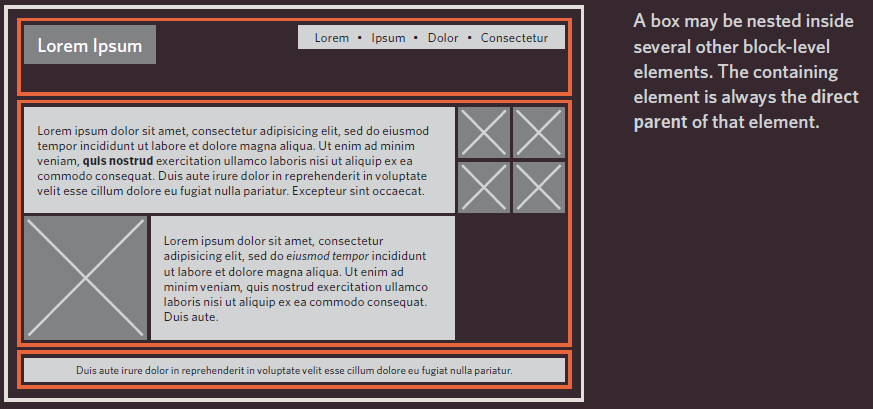 Lorem Ipsum
Lorem • Ipsum • Dolor • Consectetur
Lorem ipsum dolor sit amet, consectetur adipisicing elit, sed do eiusmod
tempor incididunt ut labore et dolore magna aliqua. Ut enim ad minim
veniam, quis nostrud exercitation ullamco laboris nisi ut aliquip ex ea
commodo consequat. Duis aute irure dolor in reprehenderit in voluptate
velit esse cillum dolore eu fugiat nulla pariatur. Excepteur sint occaecat.
Lorem ipsum dolor sit amet, consectetur
adipisicing elit, sed do eiusmod tempor incididunt
ut labore et dolore magna aliqua. Ut enim ad
minim veniam, quis nostrud exercitation ullamco
laboris nisi ut aliquip ex ea commodo consequat.
Duis aute.
Duis aute irure dolor in reprehenderit in voluptate velit esse cillum dolore eu fugiat nulla pariatur.
A box may be nested inside
several other block-level
elements. The containing
element is always the direct
parent of that element.